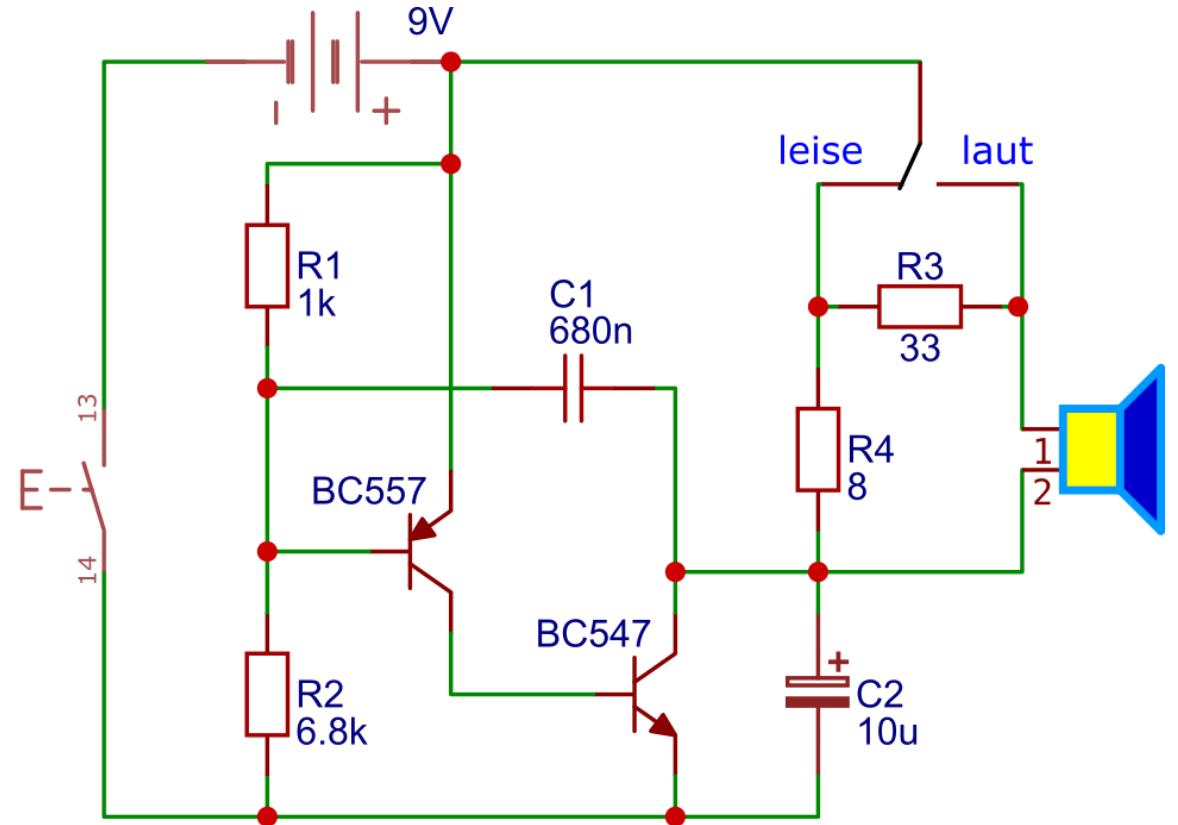 9V
leise laut
R1
1k
C1
680n
R3
33
13
BC557
R4
8
1
2
14
BC547
R2
6.8k
C2
10u